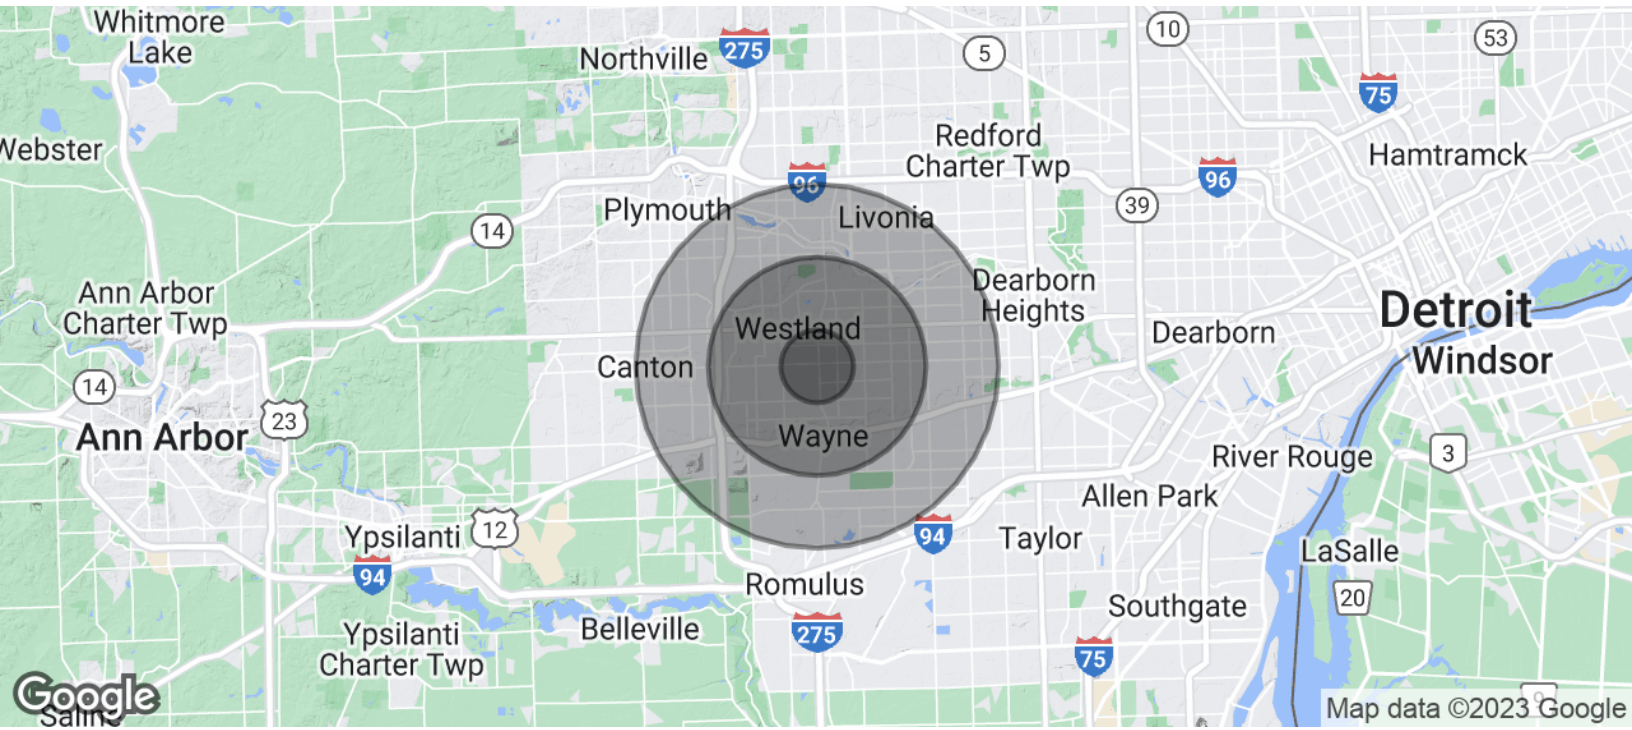 Whitmore
Lake
Northville
275
5
10
53
75
Webster
Redford
Charter Twp
Hamtramck
96
96
39
Plymouth
Livonia
14
Ann Arbor
Charter Twp
Dearborn
Heights
Detroit
Westland
Dearborn
Windsor
Canton
14
23
Ann Arbor
Wayne
3
River Rouge
Allen Park
Ypsilanti
12
94
Taylor
LaSalle
94
Romulus
20
Southgate
Belleville
275
Ypsilanti
Charter Twp
75
Google
Saline
9
Map data ©2023 Google